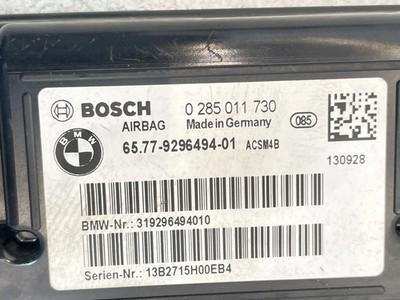 BOSCH 0 285 011 730
AIRBAG Made in Germany 085
BMW 65.77-9296494-01 ACSM4B
130928
BMW-Nr.: 319296494010
Serien-Nr.: 13B2715H00EB4